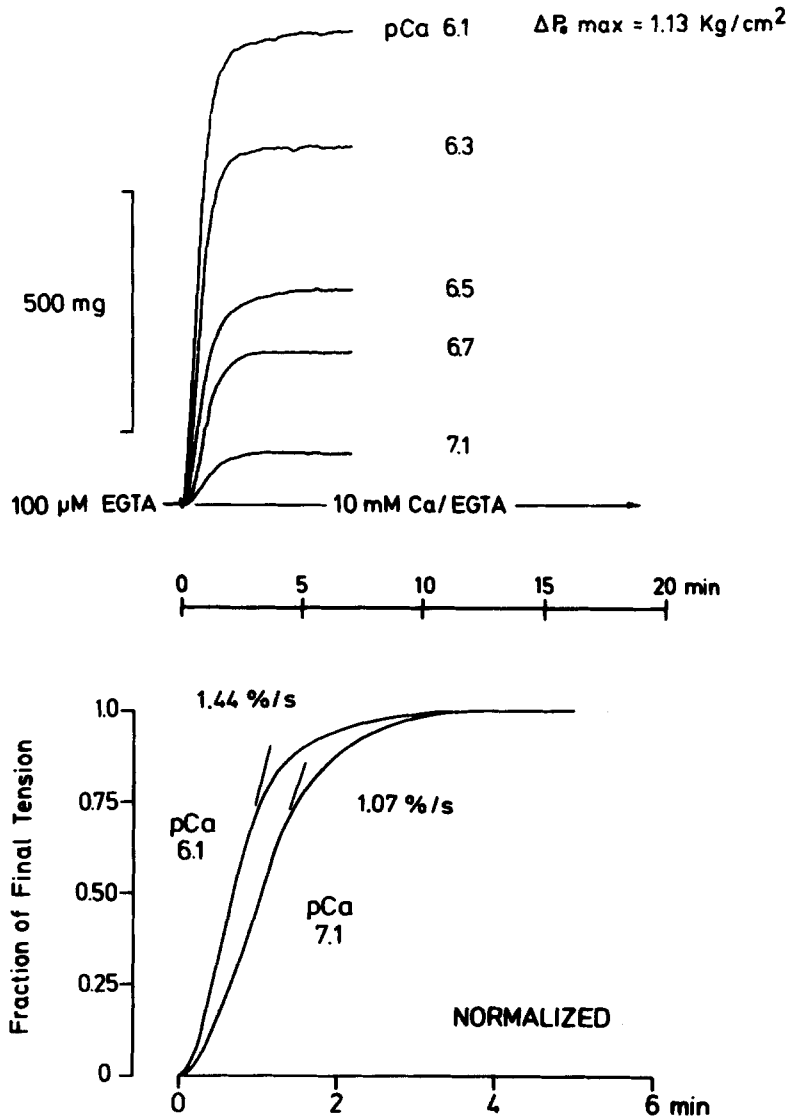 pCa 6.1 ΔP₀ max = 1.13 Kg/cm²
6.3
500 mg
6.5
6.7
7.1
100 µM EGTA
10 mM Ca/EGTA
0 5 10 15 20 min
1.44 %/s
1.0
0.75
1.07 %/s
pCa
6.1
0.50
pCa
7.1
0.25
NORMALIZED
0
Fraction of Final Tension
0 2 4 6 min